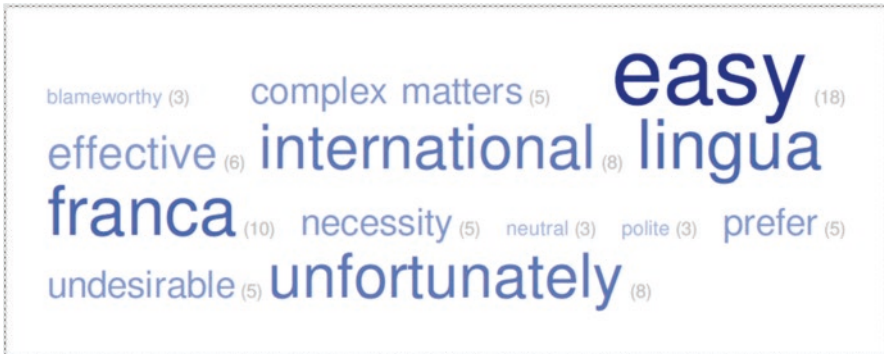 blameworthy (3) complex matters (5) easy (18)
effective (6) international (8) lingua
franca (10) necessity (5) neutral (3) polite (3) prefer (5)
undesirable (5) unfortunately (8)